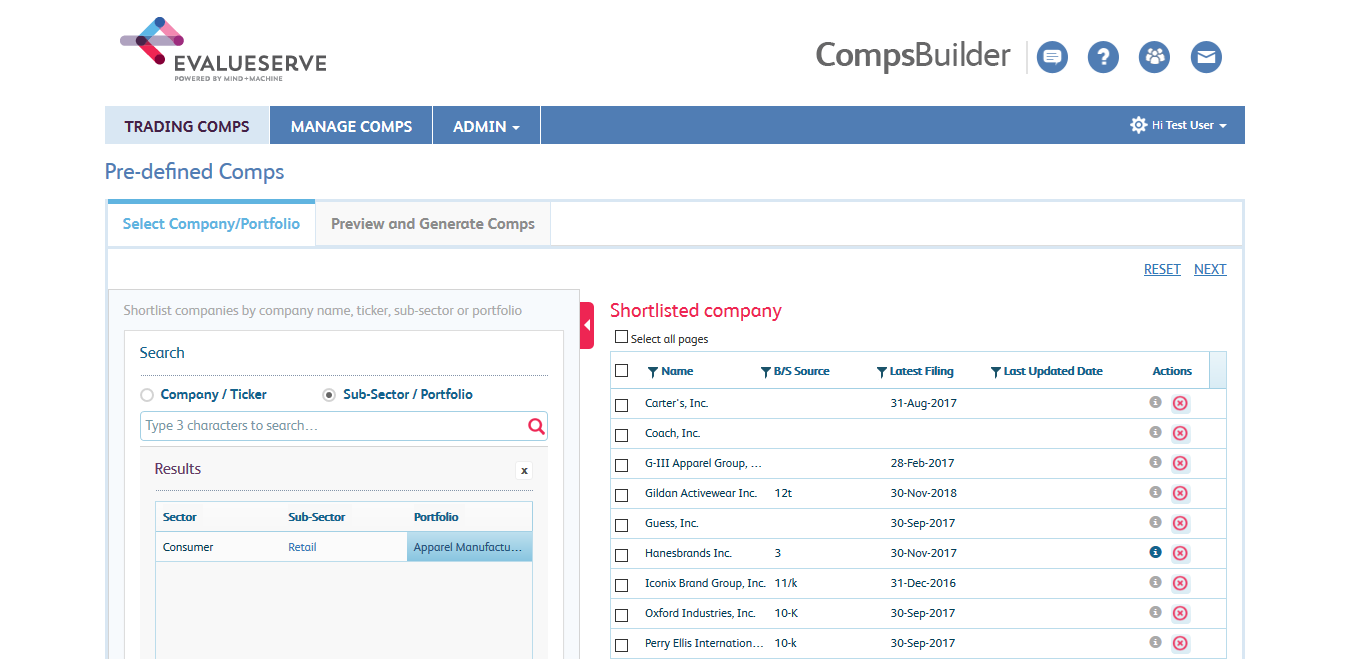 EVALUESERVE
POWERED BY MIND+MACHINE
CompsBuilder
?
TRADING COMPS MANAGE COMPS ADMIN Hi Test User
Pre-defined Comps
Select Company/Portfolio Preview and Generate Comps
RESET NEXT
Shortlist companies by company name, ticker, sub-sector or portfolio
Search
Company / Ticker Sub-Sector / Portfolio
Type 3 characters to search...
Results x
Sector Sub-Sector Portfolio
Consumer Retail Apparel Manufactu...
Shortlisted company
Select all pages
Name B/S Source Latest Filing Last Updated Date Actions
Carter's, Inc. 31-Aug-2017
Coach, Inc.
G-III Apparel Group, ... 28-Feb-2017
Gildan Activewear Inc. 12t 30-Nov-2018
Guess, Inc. 30-Sep-2017
Hanesbrands Inc. 3 30-Nov-2017
Iconix Brand Group, Inc. 11/k 31-Dec-2016
Oxford Industries, Inc. 10-K 30-Sep-2017
Perry Ellis Internation... 10-k 30-Sep-2017